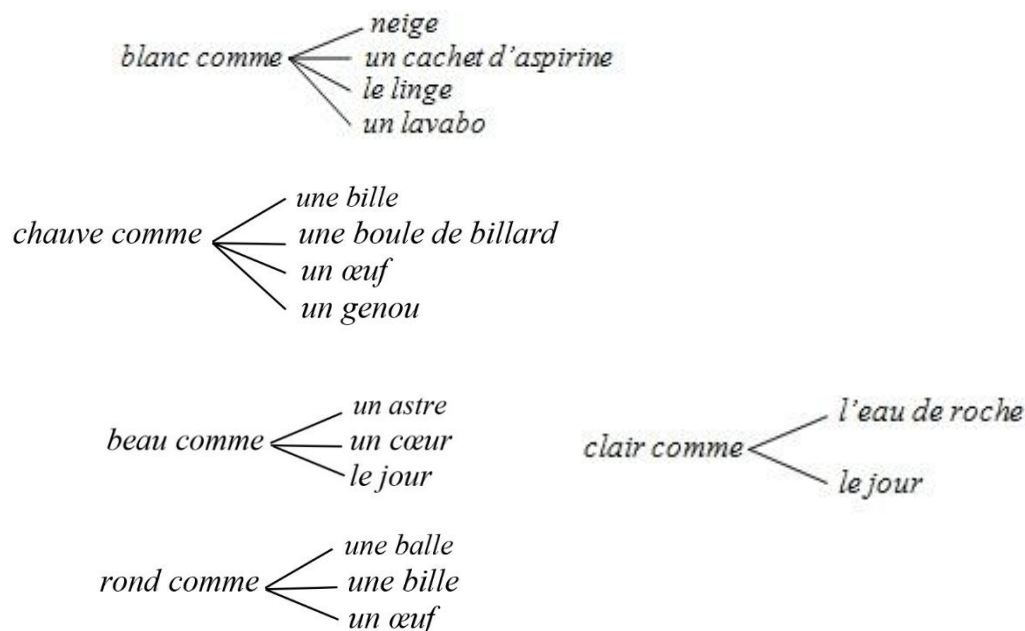 neige
blanc comme un cachet d'aspirine
le linge
un lavabo
une bille
chauve comme une boule de billard
un œuf
un genou
un astre
beau comme un cœur
le jour
l'eau de roche
clair comme
le jour
une balle
rond comme une bille
un œuf